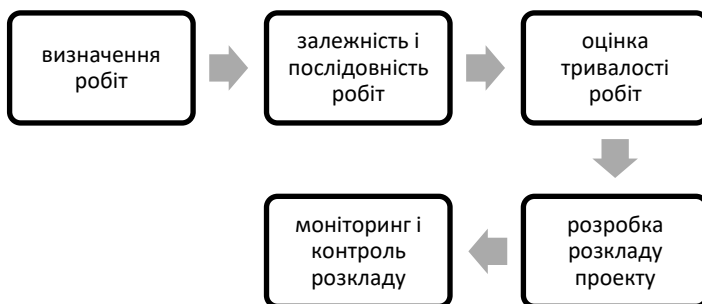 визначення
робіт
залежність і
послідовність
робіт
оцінка
тривалості
робіт
розробка
розкладу
проекту
моніторинг і
контроль
розкладу